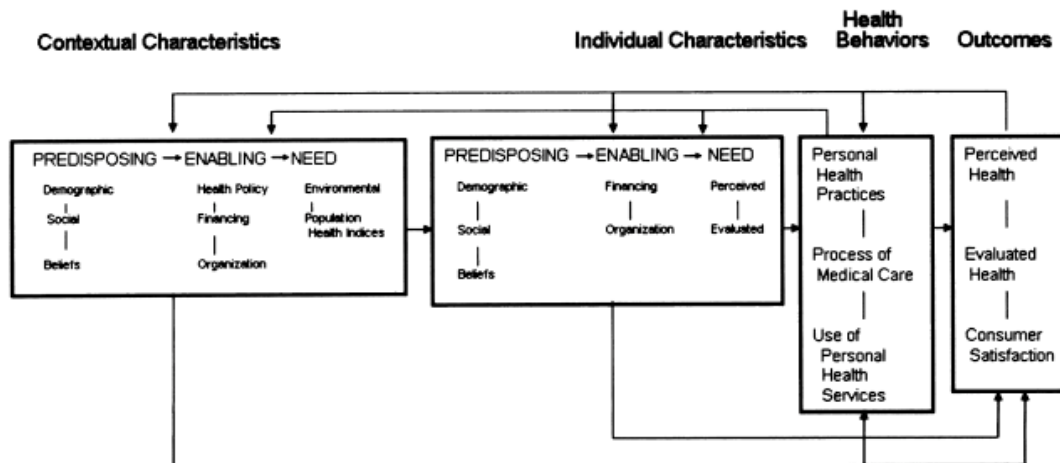 Contextual Characteristics
Individual Characteristics
Health
Behaviors
Outcomes
PREDISPOSING
ENABLING
NEED
Demographic
Social
Beliefs
Health Policy
Financing
Organization
Environmental
Population
Health Indices
PREDISPOSING
ENABLING
NEED
Demographic
Social
Beliefs
Financing
Organization
Perceived
Evaluated
Personal
Health
Practices
Process of
Medical Care
Use of
Personal
Health
Services
Perceived
Health
Evaluated
Health
Consumer
Satisfaction